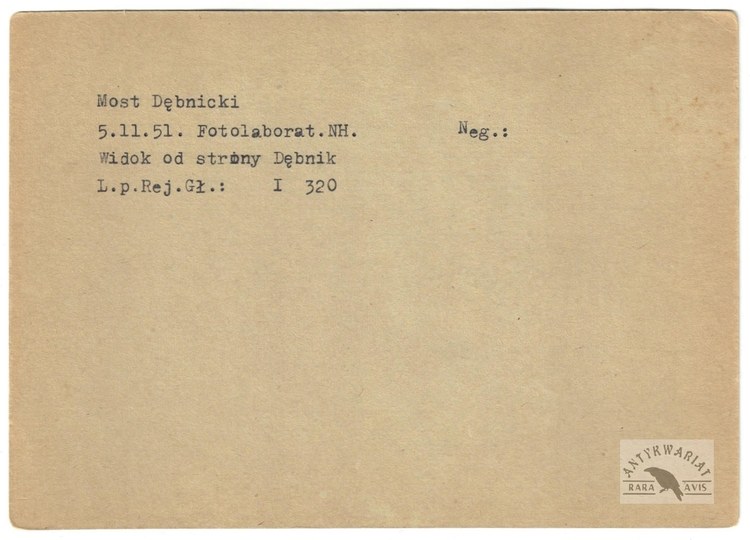 Most Dębnicki
5.11.51. Fotolaborat.NH. Neg.:
Widok od strony Dębnik
L.p.Rej.Gł.: I 320
ANTYKWARIAT
RARA AVIS